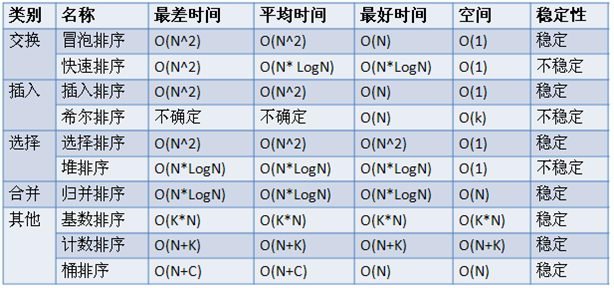 类别 名称 最差时间 平均时间 最好时间 空间 稳定性
交换 冒泡排序 O(N^2) O(N^2) O(N) O(1) 稳定
快速排序 O(N^2) O(N* LogN) O(N*LogN) O(1) 不稳定
插入 插入排序 O(N^2) O(N^2) O(N) O(1) 稳定
希尔排序 不确定 不确定 O(N) O(k) 不稳定
选择 选择排序 O(N^2) O(N^2) O(N^2) O(1) 稳定
堆排序 O(N*LogN) O(N*LogN) O(N*LogN) O(1) 不稳定
合并 归并排序 O(N*LogN) O(N*LogN) O(N*LogN) O(N) 稳定
其他 基数排序 O(K*N) O(K*N) O(K*N) O(K*N) 稳定
计数排序 O(N+K) O(N+K) O(N+K) O(N+K) 稳定
桶排序 O(N+C) O(N+C) O(N) O(N) 稳定